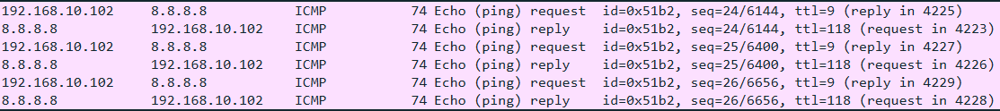 192.168.10.102 8.8.8.8 ICMP 74 Echo (ping) request id=0x51b2, seq=24/6144, ttl=9 (reply in 4225)
8.8.8.8 192.168.10.102 ICMP 74 Echo (ping) reply id=0x51b2, seq=24/6144, ttl=118 (request in 4223)
192.168.10.102 8.8.8.8 ICMP 74 Echo (ping) request id=0x51b2, seq=25/6400, ttl=9 (reply in 4227)
8.8.8.8 192.168.10.102 ICMP 74 Echo (ping) reply id=0x51b2, seq=25/6400, ttl=118 (request in 4226)
192.168.10.102 8.8.8.8 ICMP 74 Echo (ping) request id=0x51b2, seq=26/6656, ttl=9 (reply in 4229)
8.8.8.8 192.168.10.102 ICMP 74 Echo (ping) reply id=0x51b2, seq=26/6656, ttl=118 (request in 4228)